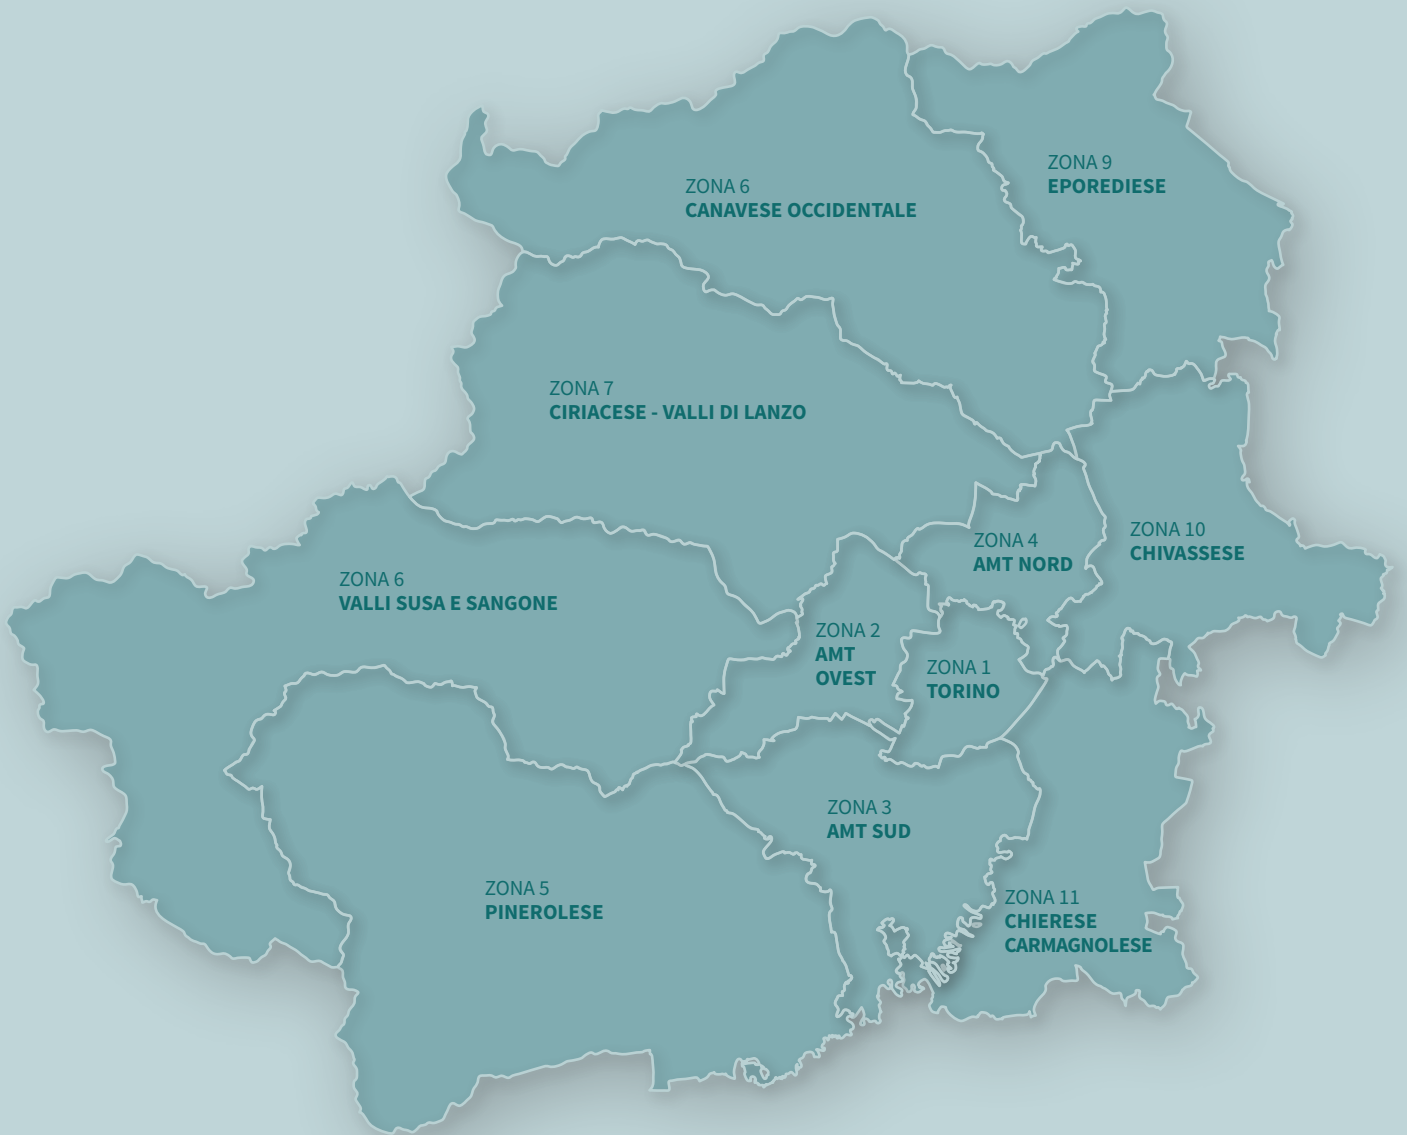 ZONA 9
EPOREDIESE
ZONA 6
CANAVESE OCCIDENTALE
ZONA 7
CIRIACESE - VALLI DI LANZO
ZONA 10
CHIVASSESE
ZONA 4
AMT NORD
ZONA 6
VALLI SUSA E SANGONE
ZONA 2
AMT
OVEST
ZONA 1
TORINO
ZONA 3
AMT SUD
ZONA 5
PINEROLESE
ZONA 11
CHIERESE
CARMAGNOLESE